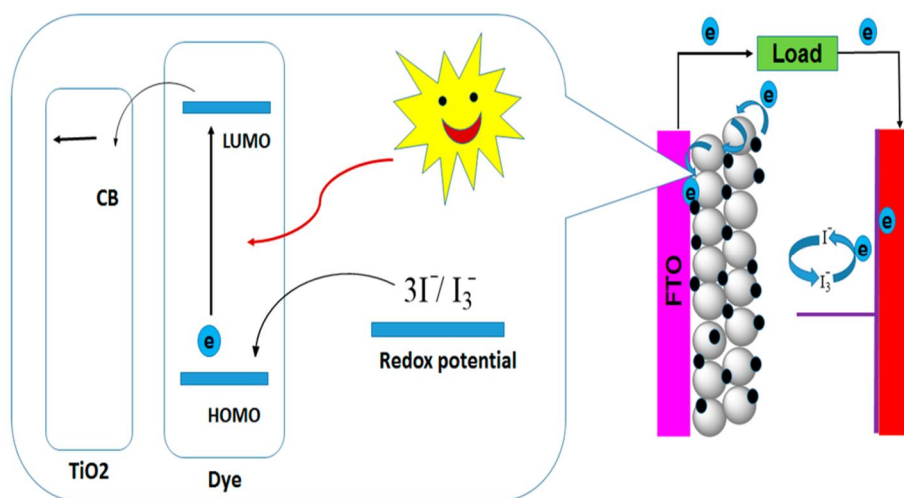 LUMO
CB
e
3I⁻/ I₃⁻
Redox potential
HOMO
TiO2
Dye
e
Load
e
e
e
FTO
I⁻
e
e
I₃⁻